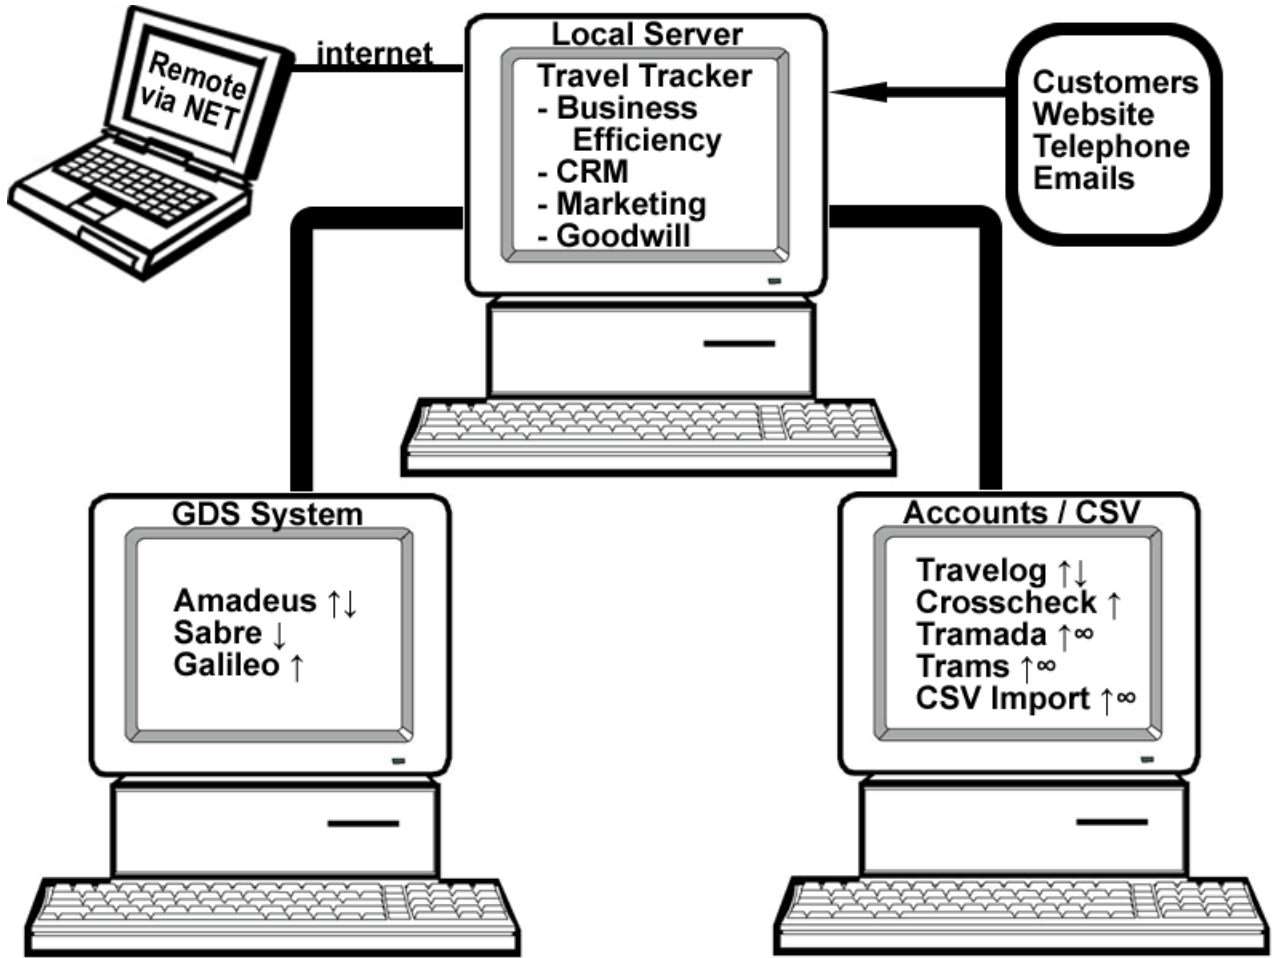 Remote
via NET
internet
Local Server
Travel Tracker
- Business
Efficiency
- CRM
- Marketing
- Goodwill
Customers
Website
Telephone
Emails
GDS System
Amadeus ↑↓
Sabre ↓
Galileo ↑
Accounts / CSV
Travelog ↑↓
Crosscheck ↑
Tramada ↑∞
Trams ↑∞
CSV Import ↑∞